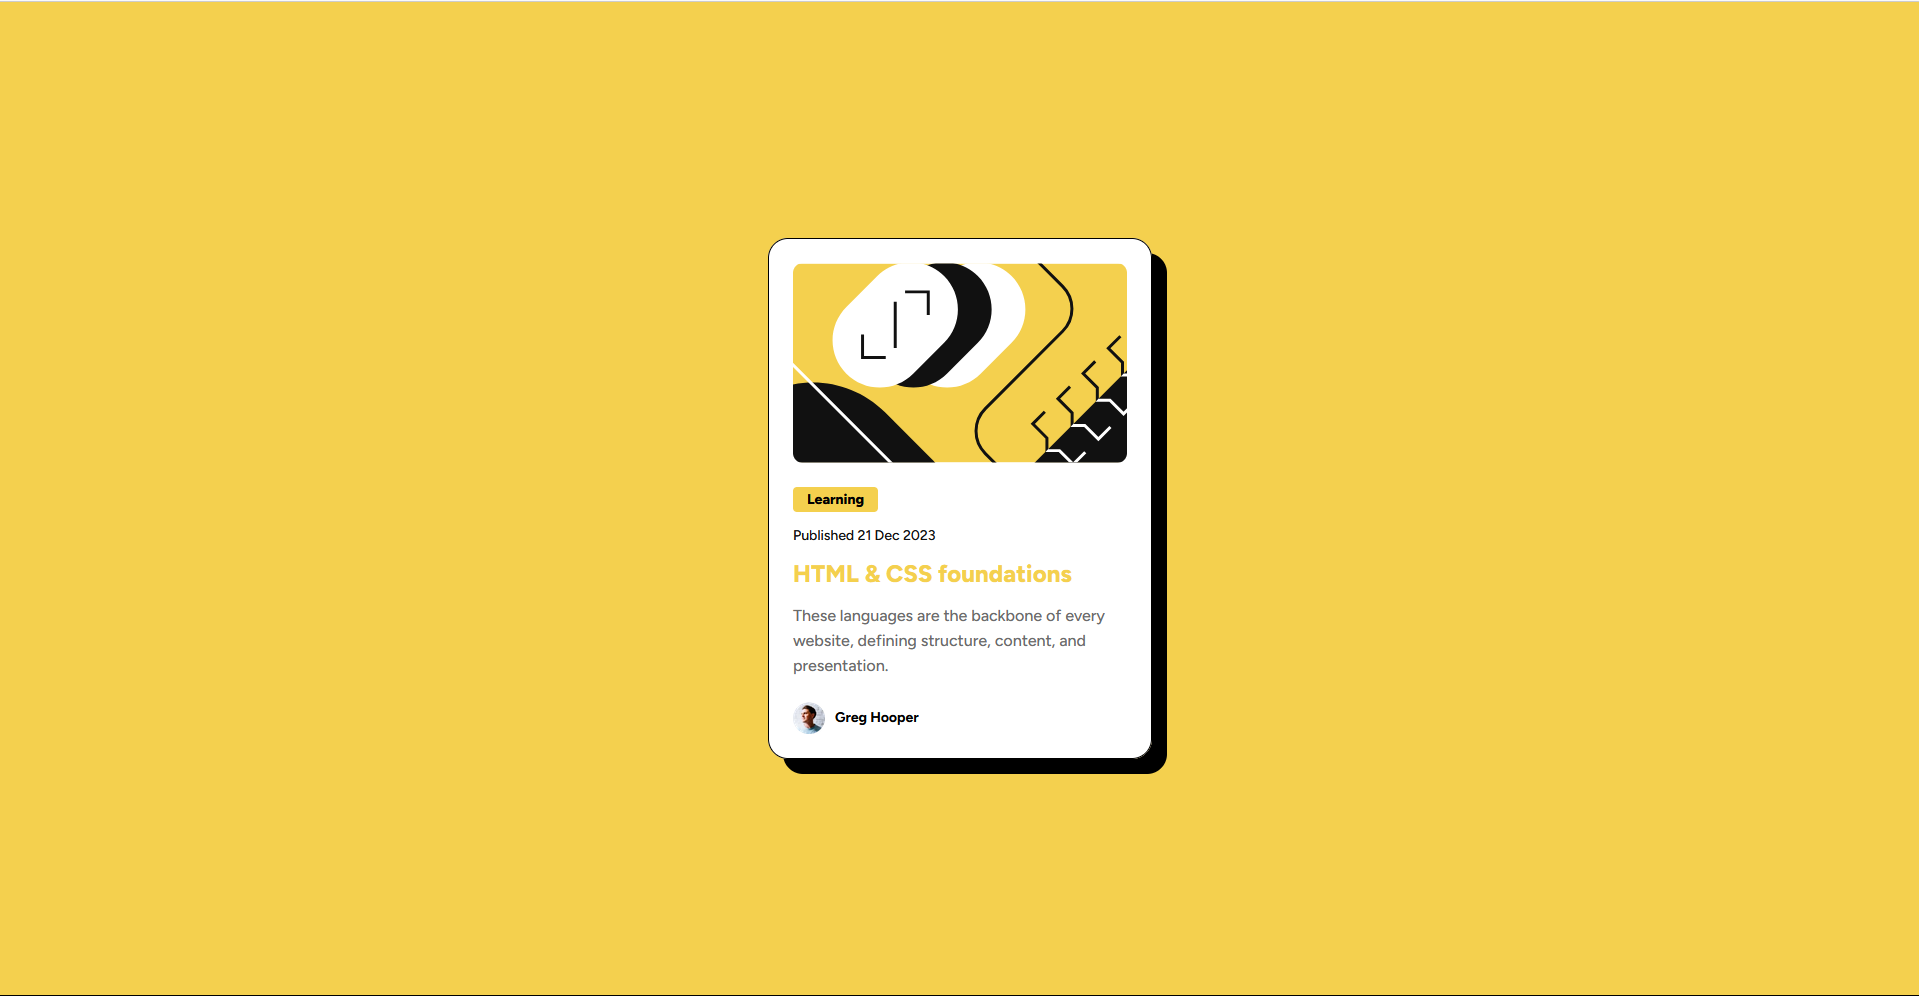 Learning
Published 21 Dec 2023
HTML & CSS foundations
These languages are the backbone of every
website, defining structure, content, and
presentation.
Greg Hooper